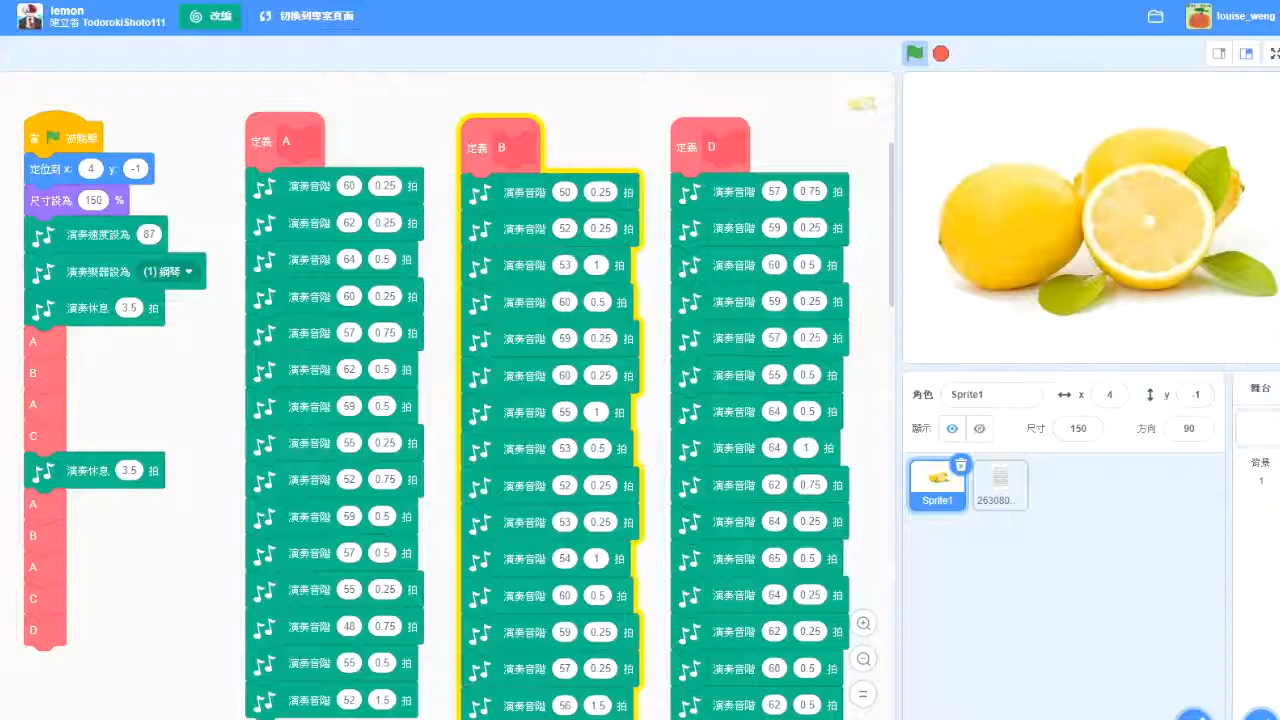 lemon
建立者 TodorokiShoto111
改編
切換到專案頁面
louise_weng
當 被點擊
定位到 x: 4 y: -1
尺寸設為 150 %
演奏速度設為 87
演奏樂器設為 (1) 鋼琴
演奏休息 3.5 拍
A
B
A
C
演奏休息 3.5 拍
A
B
A
C
D
定義 A
演奏音階 60 0.25 拍
演奏音階 62 0.25 拍
演奏音階 64 0.5 拍
演奏音階 60 0.25 拍
演奏音階 57 0.75 拍
演奏音階 62 0.5 拍
演奏音階 59 0.5 拍
演奏音階 55 0.25 拍
演奏音階 52 0.75 拍
演奏音階 59 0.5 拍
演奏音階 57 0.5 拍
演奏音階 55 0.25 拍
演奏音階 48 0.75 拍
演奏音階 55 0.5 拍
演奏音階 52 1.5 拍
定義 B
演奏音階 50 0.25 拍
演奏音階 52 0.25 拍
演奏音階 53 1 拍
演奏音階 60 0.5 拍
演奏音階 59 0.25 拍
演奏音階 60 0.25 拍
演奏音階 55 1 拍
演奏音階 53 0.5 拍
演奏音階 52 0.25 拍
演奏音階 53 0.25 拍
演奏音階 54 1 拍
演奏音階 60 0.5 拍
演奏音階 59 0.25 拍
演奏音階 57 0.25 拍
演奏音階 56 1.5 拍
定義 D
演奏音階 57 0.75 拍
演奏音階 59 0.25 拍
演奏音階 60 0.5 拍
演奏音階 59 0.25 拍
演奏音階 57 0.25 拍
演奏音階 55 0.5 拍
演奏音階 64 0.5 拍
演奏音階 64 1 拍
演奏音階 62 0.75 拍
演奏音階 64 0.25 拍
演奏音階 65 0.5 拍
演奏音階 64 0.25 拍
演奏音階 62 0.25 拍
演奏音階 60 0.5 拍
演奏音階 62 0.5 拍
角色 Sprite1 x 4 y -1
顯示 尺寸 150 方向 90
Sprite1
263080..
舞台
背景
1